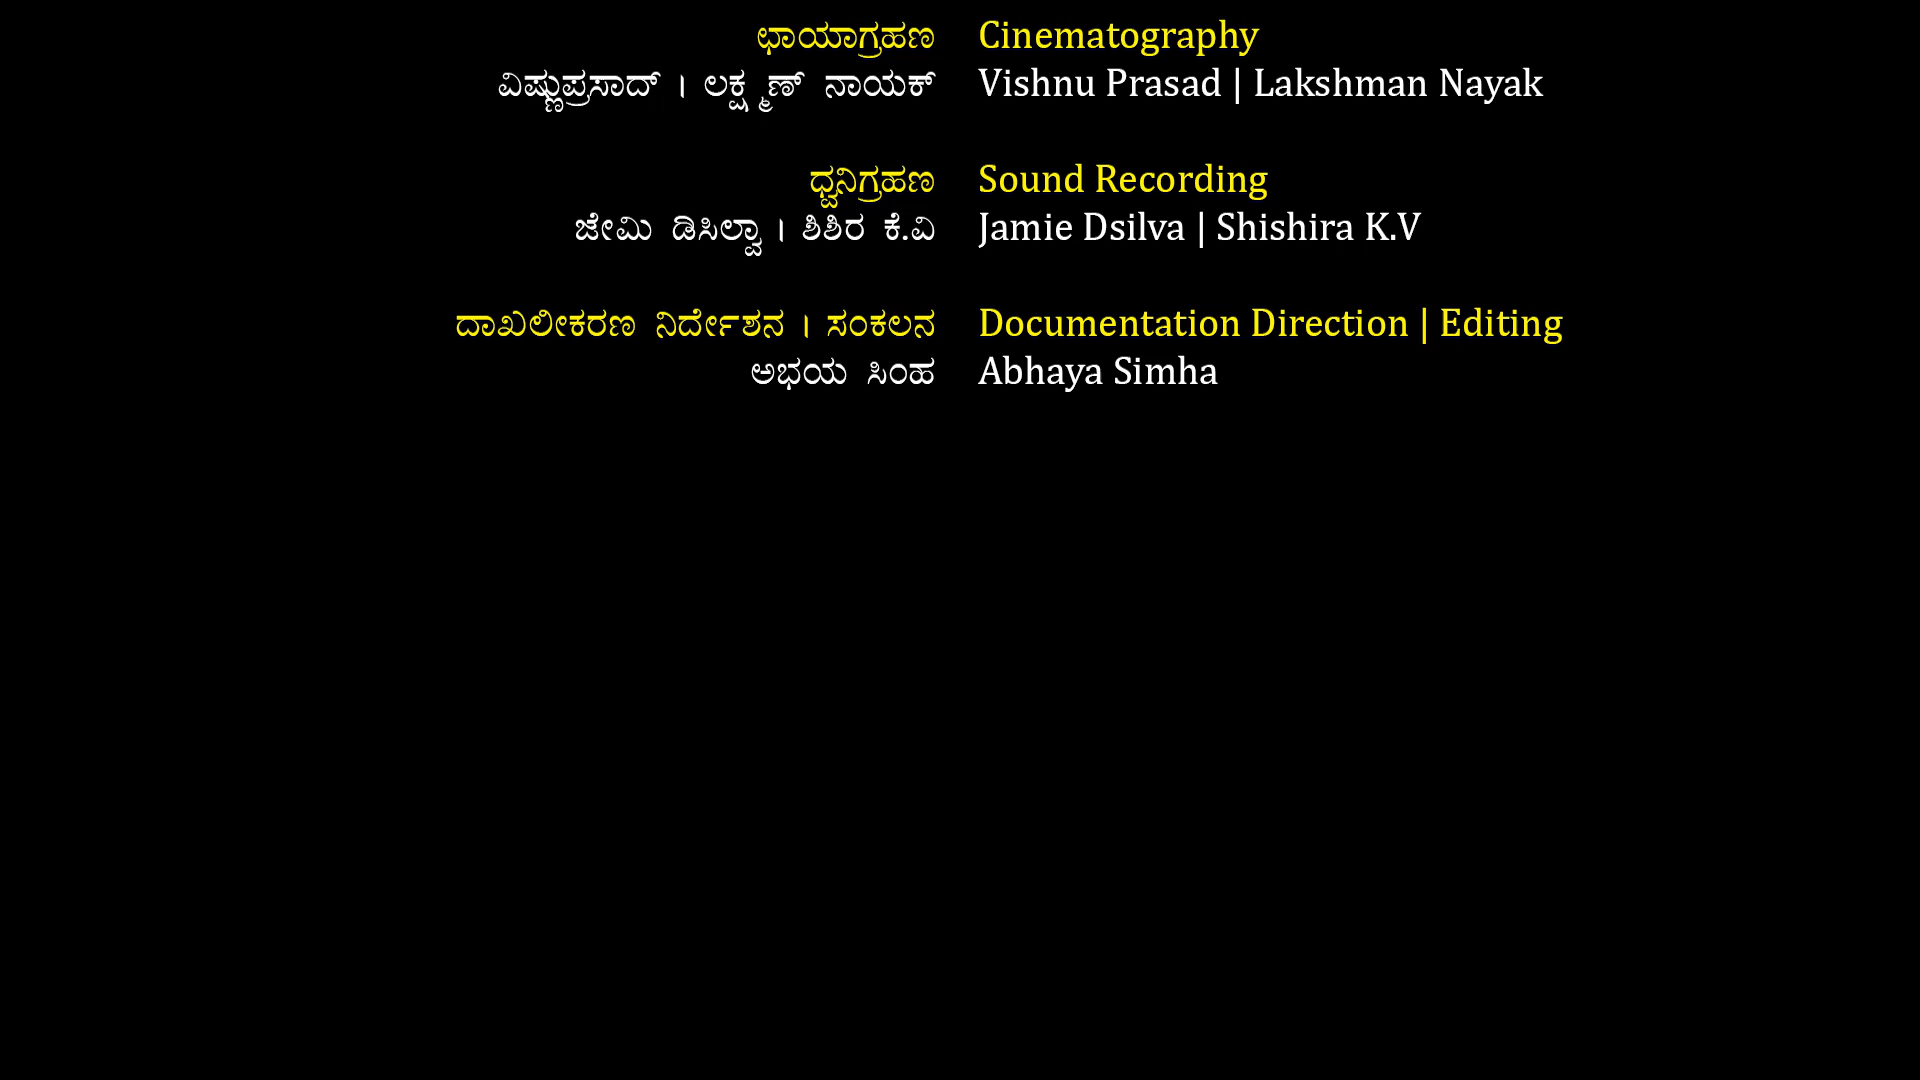 ಛಾಯಾಗ್ರಹಣ Cinematography
ವಿಷ್ಣುಪ್ರಸಾದ್ । ಲಕ್ಷ್ಮಣ್ ನಾಯಕ್ Vishnu Prasad | Lakshman Nayak
ಧ್ವನಿಗ್ರಹಣ Sound Recording
ಜೇಮಿ ಡಿಸಿಲ್ವಾ । ಶಿಶಿರ ಕೆ.ವಿ Jamie Dsilva | Shishira K.V
ದಾಖಲೀಕರಣ ನಿರ್ದೇಶನ । ಸಂಕಲನ Documentation Direction | Editing
ಅಭಯ ಸಿಂಹ Abhaya Simha